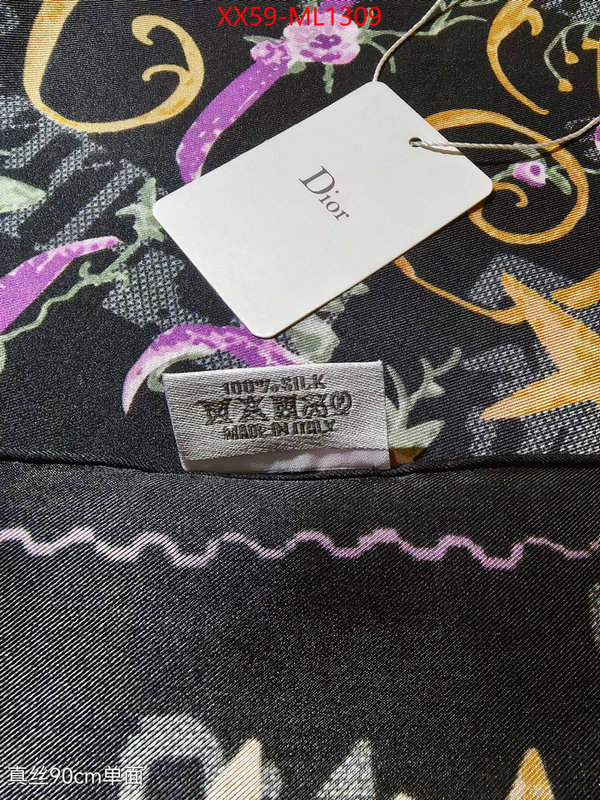 XX59-ML1309
Dior
100% SILK
MADE IN ITALY
真丝90cm单面